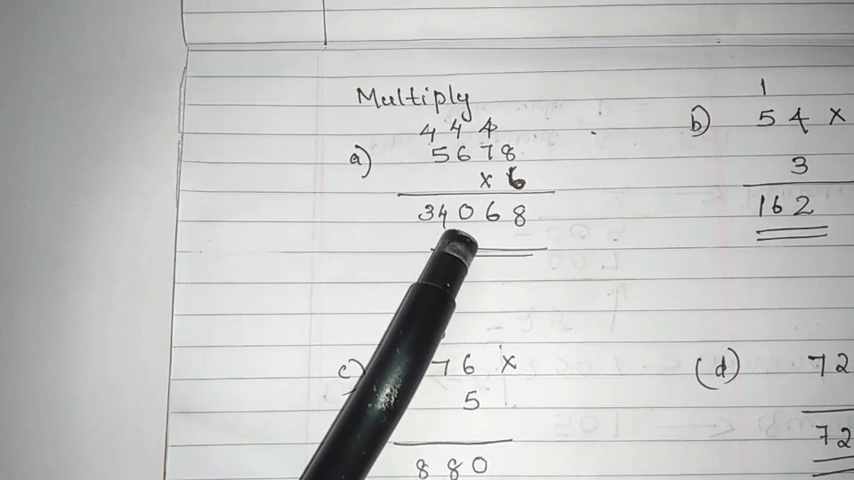 Multiply
4 4 4
a) 5678
x 6
34068
1
b) 54 x
3
162
c) 76 x
5
880
(d) 72
72